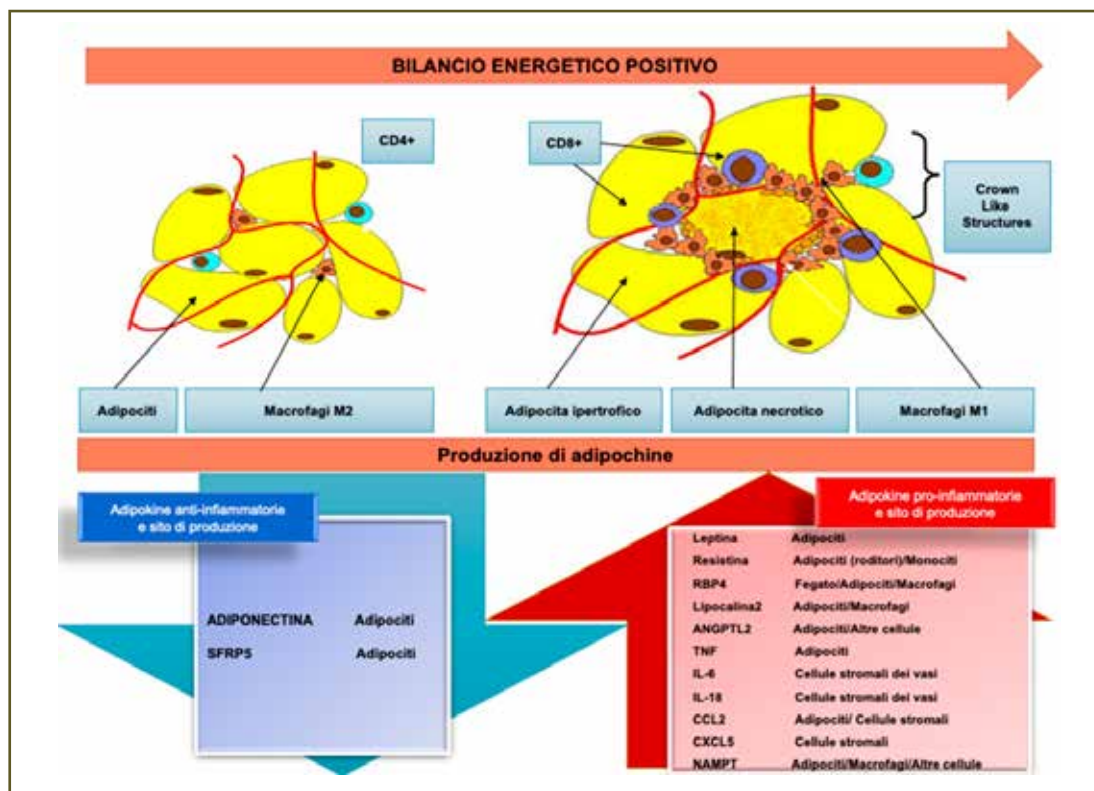 BILANCIO ENERGETICO POSITIVO
CD4+
CD8+
Crown
Like
Structures
Adipociti
Macrofagi M2
Adipocita ipertrofico
Adipocita necrotico
Macrofagi M1
Produzione di adipochine
Adipokine anti-infiammatorie
e sito di produzione
ADIPONECTINA Adipociti
SFRP5 Adipociti
Adipokine pro-infiammatorie
e sito di produzione
Leptina Adipociti
Resistina Adipociti (roditori)/Monociti
RBP4 Fegato/Adipociti/Macrofagi
Lipocalina2 Adipociti/Macrofagi
ANGPTL2 Adipociti/Altre cellule
TNF Adipociti
IL-6 Cellule stromali dei vasi
IL-18 Cellule stromali dei vasi
CCL2 Adipociti/ Cellule stromali
CXCL5 Cellule stromali
NAMPT Adipociti/Macrofagi/Altre cellule